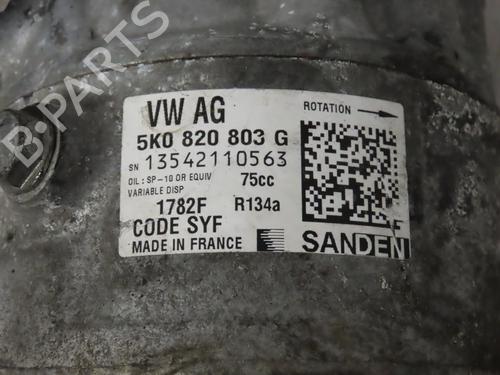 B-PARTS
VW AG
ROTATION
5K0 820 803 G
SN 13542110563
OIL : SP-10 OR EQUIV 75cc
VARIABLE DISP
1782F R134a
CODE SYF
MADE IN FRANCE
SANDEN